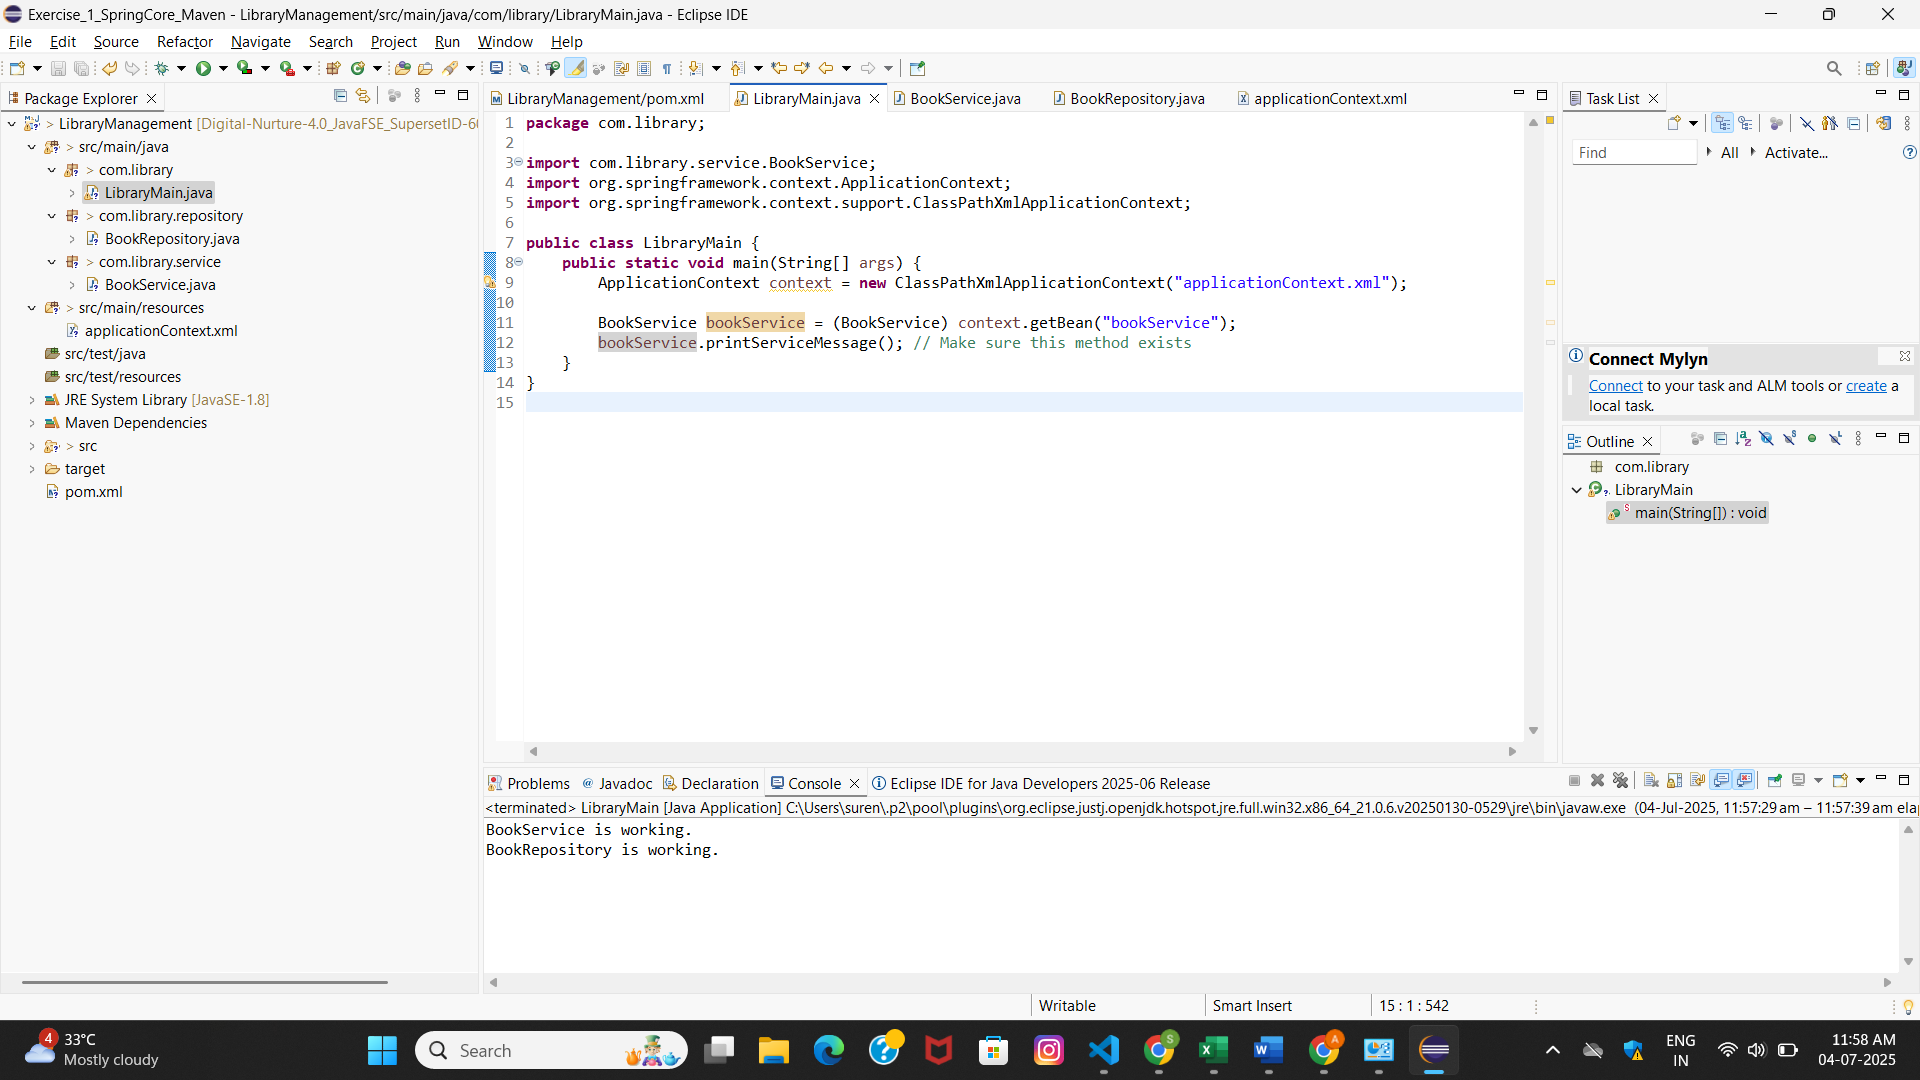 Exercise_1_SpringCore_Maven - LibraryManagement/src/main/java/com/library/LibraryMain.java - Eclipse IDE
File Edit Source Refactor Navigate Search Project Run Window Help
Package Explorer
> LibraryManagement [Digital-Nurture-4.0_JavaFSE_SupersetID-6
> src/main/java
> com.library
LibraryMain.java
> com.library.repository
BookRepository.java
> com.library.service
BookService.java
> src/main/resources
applicationContext.xml
src/test/java
src/test/resources
JRE System Library [JavaSE-1.8]
Maven Dependencies
> src
target
pom.xml
LibraryManagement/pom.xml LibraryMain.java BookService.java BookRepository.java applicationContext.xml
1 package com.library;
2
3 import com.library.service.BookService;
4 import org.springframework.context.ApplicationContext;
5 import org.springframework.context.support.ClassPathXmlApplicationContext;
6
7 public class LibraryMain {
8 public static void main(String[] args) {
9 ApplicationContext context = new ClassPathXmlApplicationContext("applicationContext.xml");
10
11 BookService bookService = (BookService) context.getBean("bookService");
12 bookService.printServiceMessage(); // Make sure this method exists
13 }
14 }
15
Task List
Find All Activate...
Connect Mylyn
Connect to your task and ALM tools or create a
local task.
Outline
com.library
LibraryMain
main(String[]) : void
Problems Javadoc Declaration Console Eclipse IDE for Java Developers 2025-06 Release
<terminated> LibraryMain [Java Application] C:\Users\suren\.p2\pool\plugins\org.eclipse.justj.openjdk.hotspot.jre.full.win32.x86_64_21.0.6.v20250130-0529\jre\bin\javaw.exe (04-Jul-2025, 11:57:29 am – 11:57:39 am ela
BookService is working.
BookRepository is working.
Writable Smart Insert 15 : 1 : 542
4
33°C
Mostly cloudy
Search
ENG
IN
11:58 AM
04-07-2025